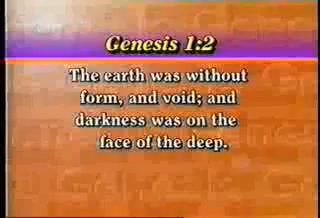 Genesis 1:2
The earth was without
form, and void; and
darkness was on the
face of the deep.